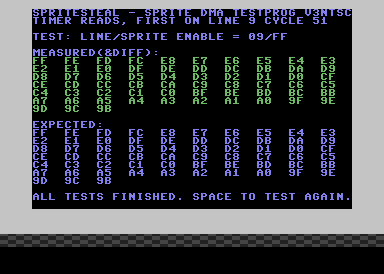 SPRITESTEAL - SPRITE DMA TESTPROG V3NTSC
TIMER READS, FIRST ON LINE 9 CYCLE 51
TEST: LINE/SPRITE ENABLE = 09/FF
MEASURED(&DIFF):
FF FE FD FC E8 E7 E6 E5 E4 E3
E2 E1 E0 DF DE DD DC DB DA D9
D8 D7 D6 D5 D4 D3 D2 D1 D0 CF
CE CD CC CB CA C9 C8 C7 C6 C5
C4 C3 C2 C1 C0 BF BE BD BC BB
A7 A6 A5 A4 A3 A2 A1 A0 9F 9E
9D 9C 9B
EXPECTED:
FF FE FD FC E8 E7 E6 E5 E4 E3
E2 E1 E0 DF DE DD DC DB DA D9
D8 D7 D6 D5 D4 D3 D2 D1 D0 CF
CE CD CC CB CA C9 C8 C7 C6 C5
C4 C3 C2 C1 C0 BF BE BD BC BB
A7 A6 A5 A4 A3 A2 A1 A0 9F 9E
9D 9C 9B
ALL TESTS FINISHED. SPACE TO TEST AGAIN.